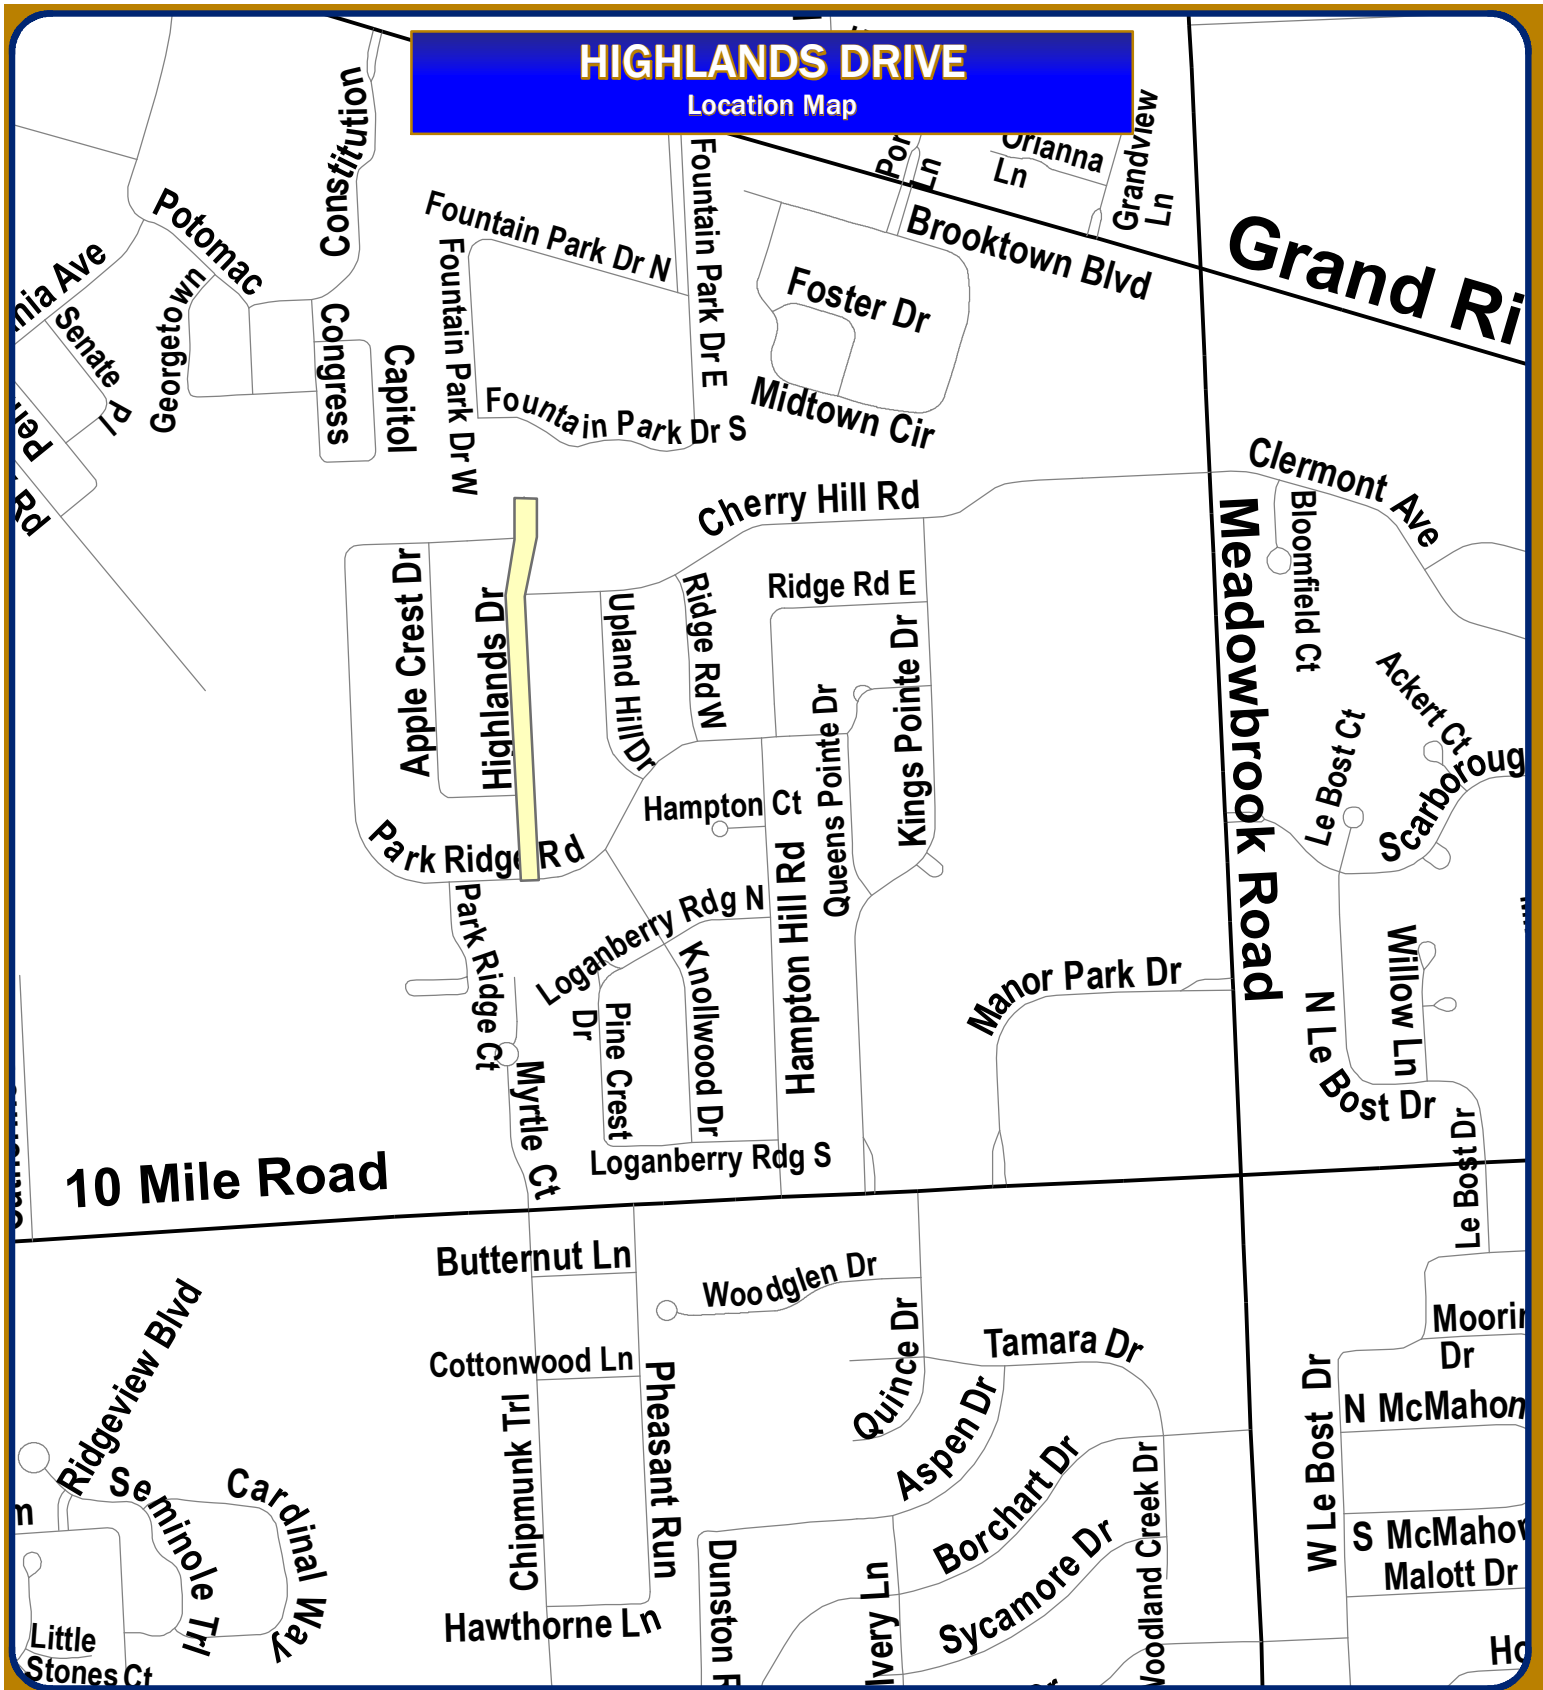 HIGHLANDS DRIVE
Location Map
Constitution
Orianna
Ln
Grandview
Ln
Ln
Potomac
Fountain Park Dr N
Fountain Park Dr E
Brooktown Blvd
Grand
Georgetown
Senate
Pl
Congress
Capitol
Fountain Park Dr W
Foster Dr
Fountain Park Dr S
Midtown Cir
Rd
Cherry Hill Rd
Clermont Ave
Bloomfield Ct
Meadowbrook Road
Apple Crest Dr
Highlands Dr
Upland Hill Dr
Ridge Rd W
Ridge Rd E
Kings Pointe Dr
Queens Pointe Dr
Ackert Ct
Le Bost Ct
Hampton Ct
Park Ridge Rd
Hampton Hill Rd
Loganberry Rdg N
Park Ridge Ct
Knollwood Dr
Pine Crest
Dr
Manor Park Dr
Willow Ln
N Le Bost Dr
Myrtle Ct
Loganberry Rdg S
Le Bost Dr
10 Mile Road
Butternut Ln
Woodglen Dr
Ridgeview Blvd
Quince Dr
Tamara Dr
Cottonwood Ln
Dr
Pheasant Run
Chipmunk Trl
Aspen Dr
W Le Bost Dr
Borchart Dr
Seminole Trl
Cardinal Way
Malott Dr
Sycamore Dr
Hawthorne Ln
Dunston
Little
Stones Ct